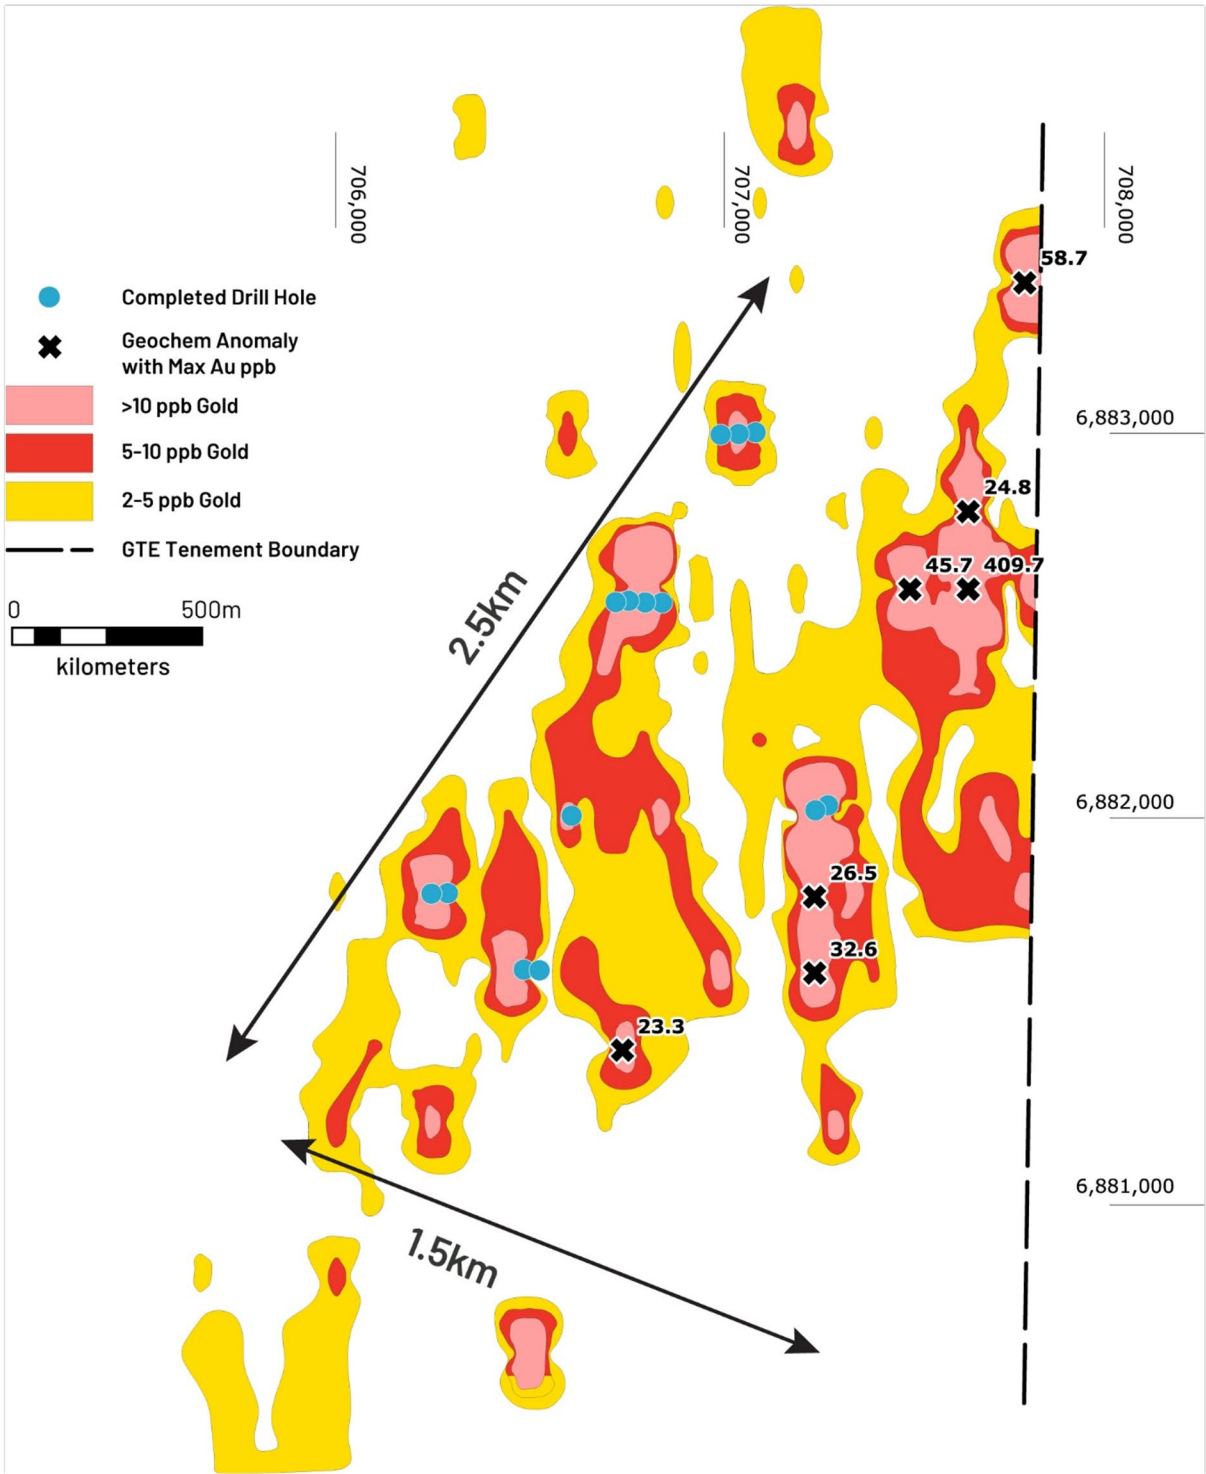 706,000
707,000
708,000
58.7
Completed Drill Hole
Geochem Anomaly
with Max Au ppb
>10 ppb Gold
5-10 ppb Gold
2-5 ppb Gold
GTE Tenement Boundary
0 500m
kilometers
6,883,000
24.8
45.7 409.7
2.5km
6,882,000
26.5
32.6
23.3
6,881,000
1.5km